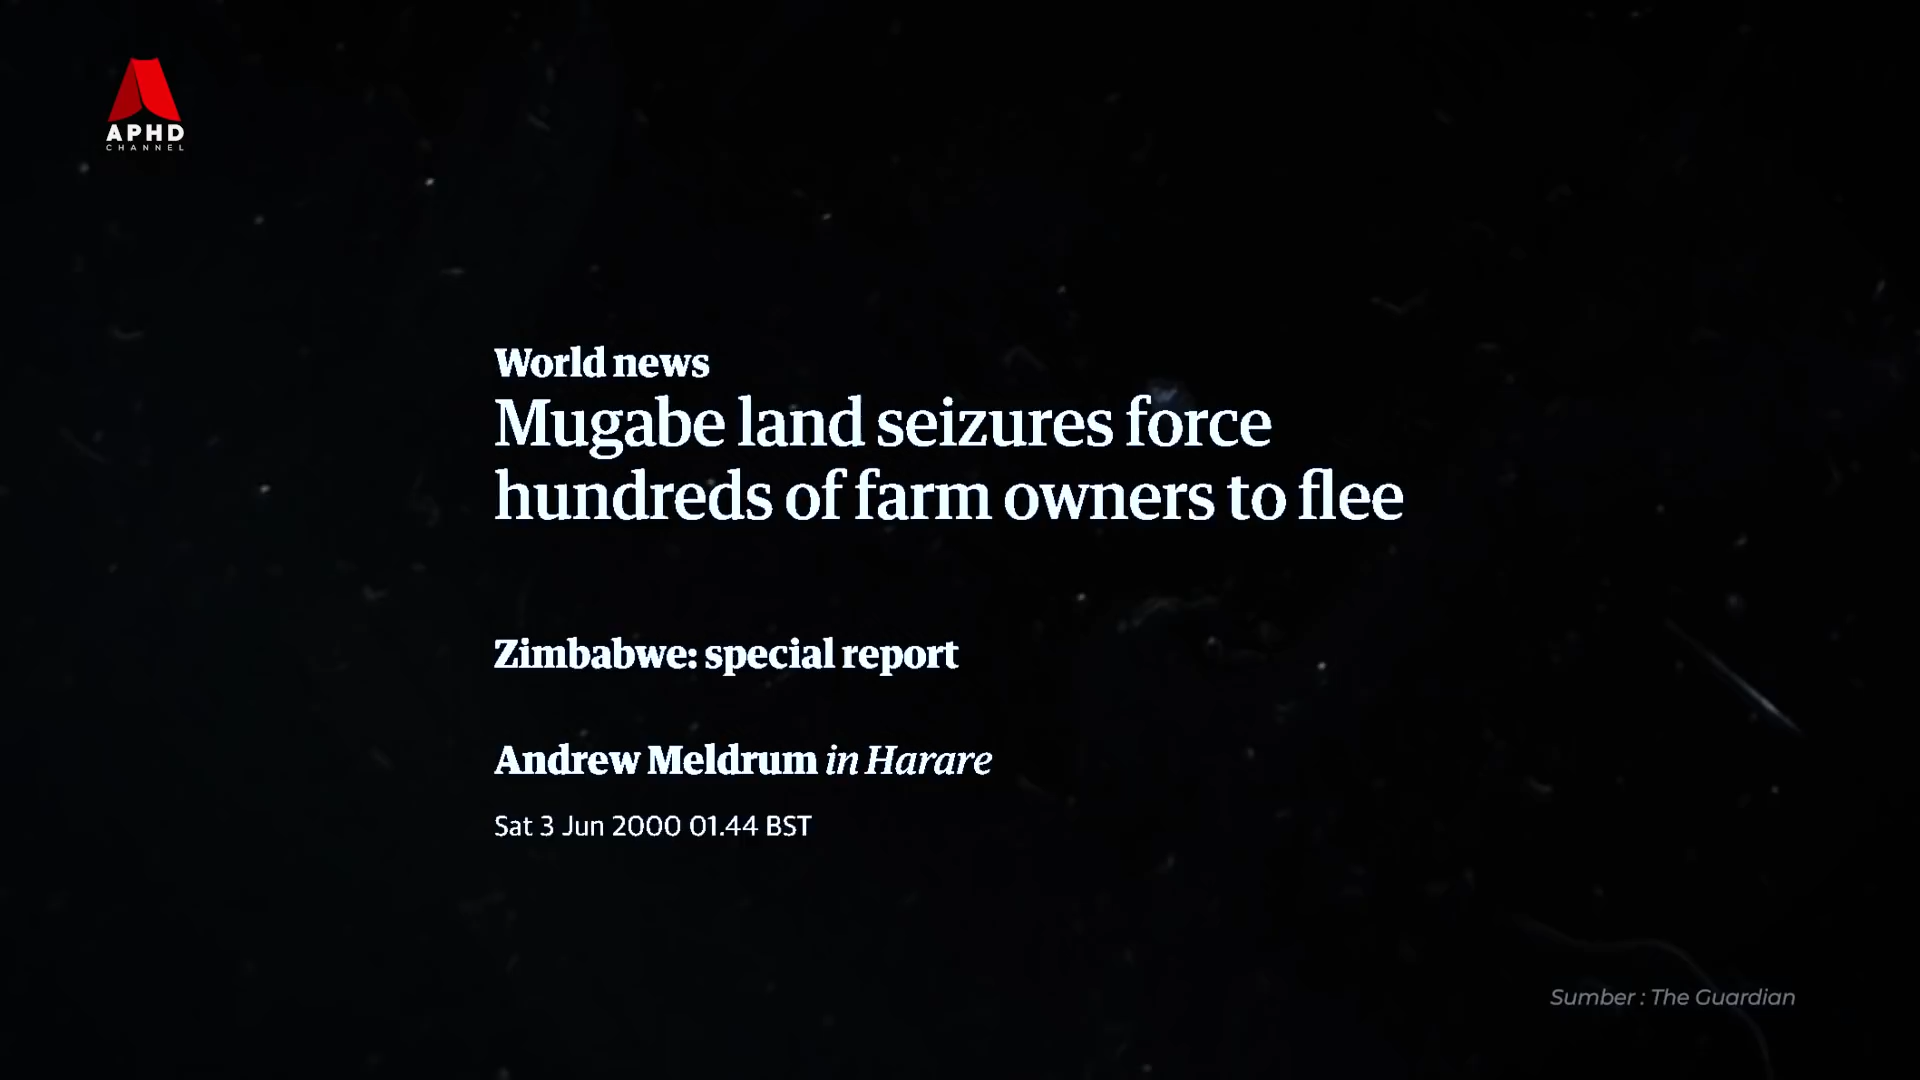 APHD
CHANNEL
World news
Mugabe land seizures force
hundreds of farm owners to flee
Zimbabwe: special report
Andrew Meldrum in Harare
Sat 3 Jun 2000 01.44 BST
Sumber : The Guardian